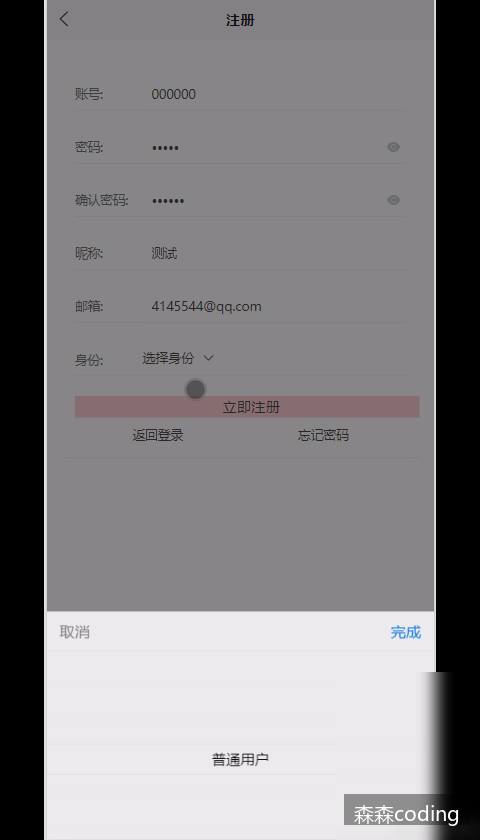 注册
账号: 000000
密码: •••••
确认密码: ••••••
昵称: 测试
邮箱: 4145544@qq.com
身份: 选择身份
立即注册
返回登录 忘记密码
取消 完成
普通用户
森森coding